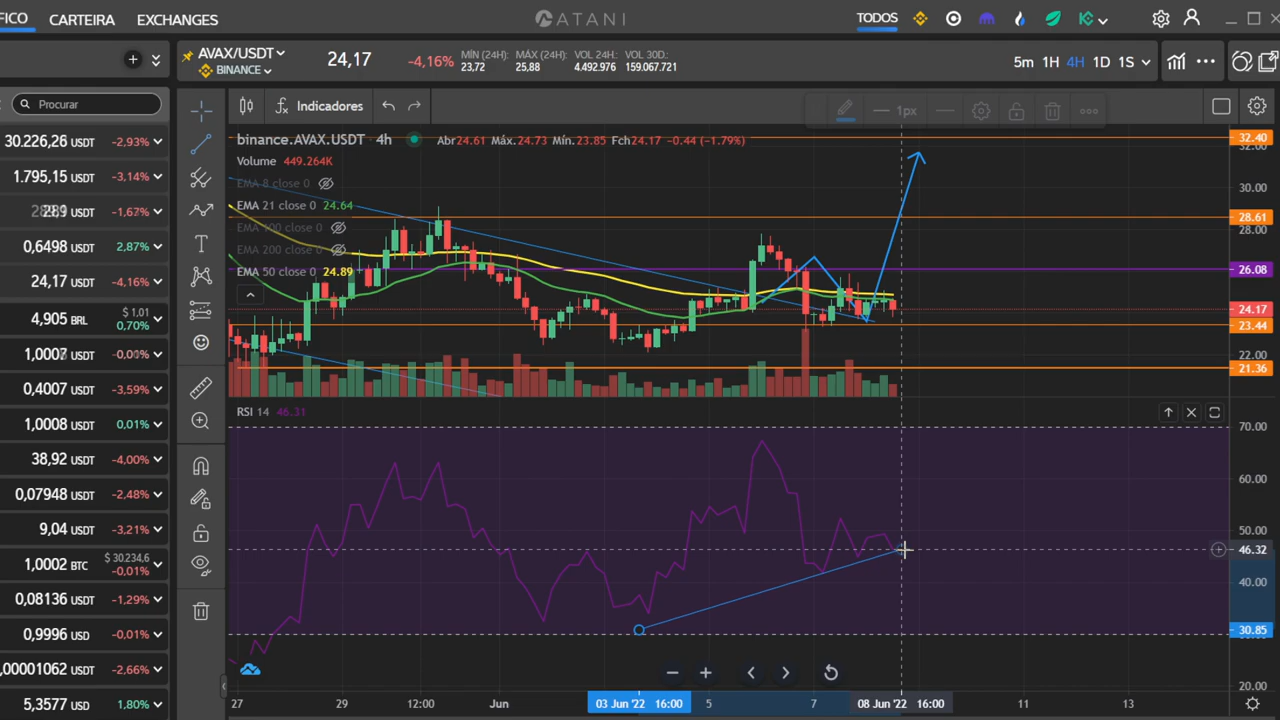 FICO CARTEIRA EXCHANGES ATANI TODOS
AVAX/USDT 24,17 -4,16% MÍN (24H): 23,72 MÁX (24H): 25,88 VOL 24H: 4.492.976 VOL 30D: 159.067.721 5m 1H 4H 1D 1S
BINANCE
Procurar
Indicadores
1px
30.226,26 USDT -2.93%
1.795,15 USDT -3,14%
USDT -1.67%
0,6498 USDT 2,87%
24,17 USDT -4,16%
4,905 BRL $ 1,01 0,70%
1,0007 USDT -0,00%
0,4007 USDT -3,59%
1,0008 USDT 0,01%
38,92 USDT -4,00%
0,07948 USDT -2,48%
9,04 USDT -3,21%
1,0002 BTC $ 30.234,6 -0,01%
0,08136 USDT -1,29%
0,9996 USD -0,01%
,00001062 USDT -2,66%
5,3577 USD 1,80%
binance.AVAX.USDT · 4h Abr24.61 Máx.24.73 Mín.23.85 Fch24.17 -0.44 (-1.79%)
Volume 449.264K
EMA 8 close 0
EMA 21 close 0 24.64
EMA 100 close 0
EMA 200 close 0
EMA 50 close 0 24.89
32.40
32.00
30.00
28.61
28.00
26.08
24.17
23.44
22.00
21.36
RSI 14 46.31
70.00
60.00
50.00
46.32
40.00
30.85
20.00
27 29 12:00 Jun 03 Jun '22 16:00 5 7 08 Jun '22 16:00 11 13